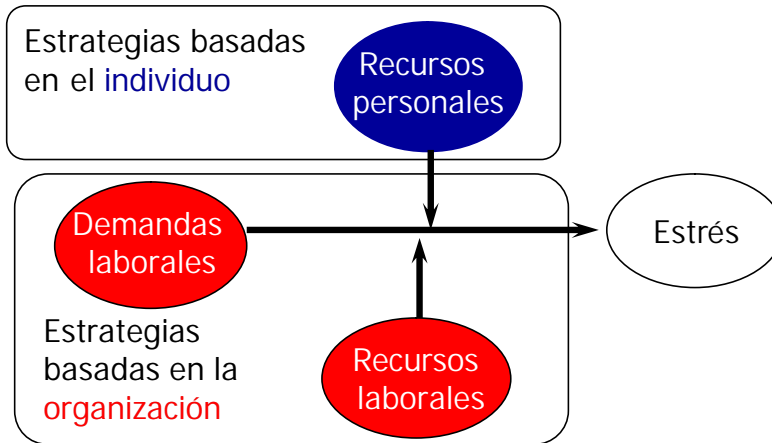 Estrategias basadas
en el individuo
Recursos
personales
Demandas
laborales
Estrés
Estrategias
basadas en la
organización
Recursos
laborales